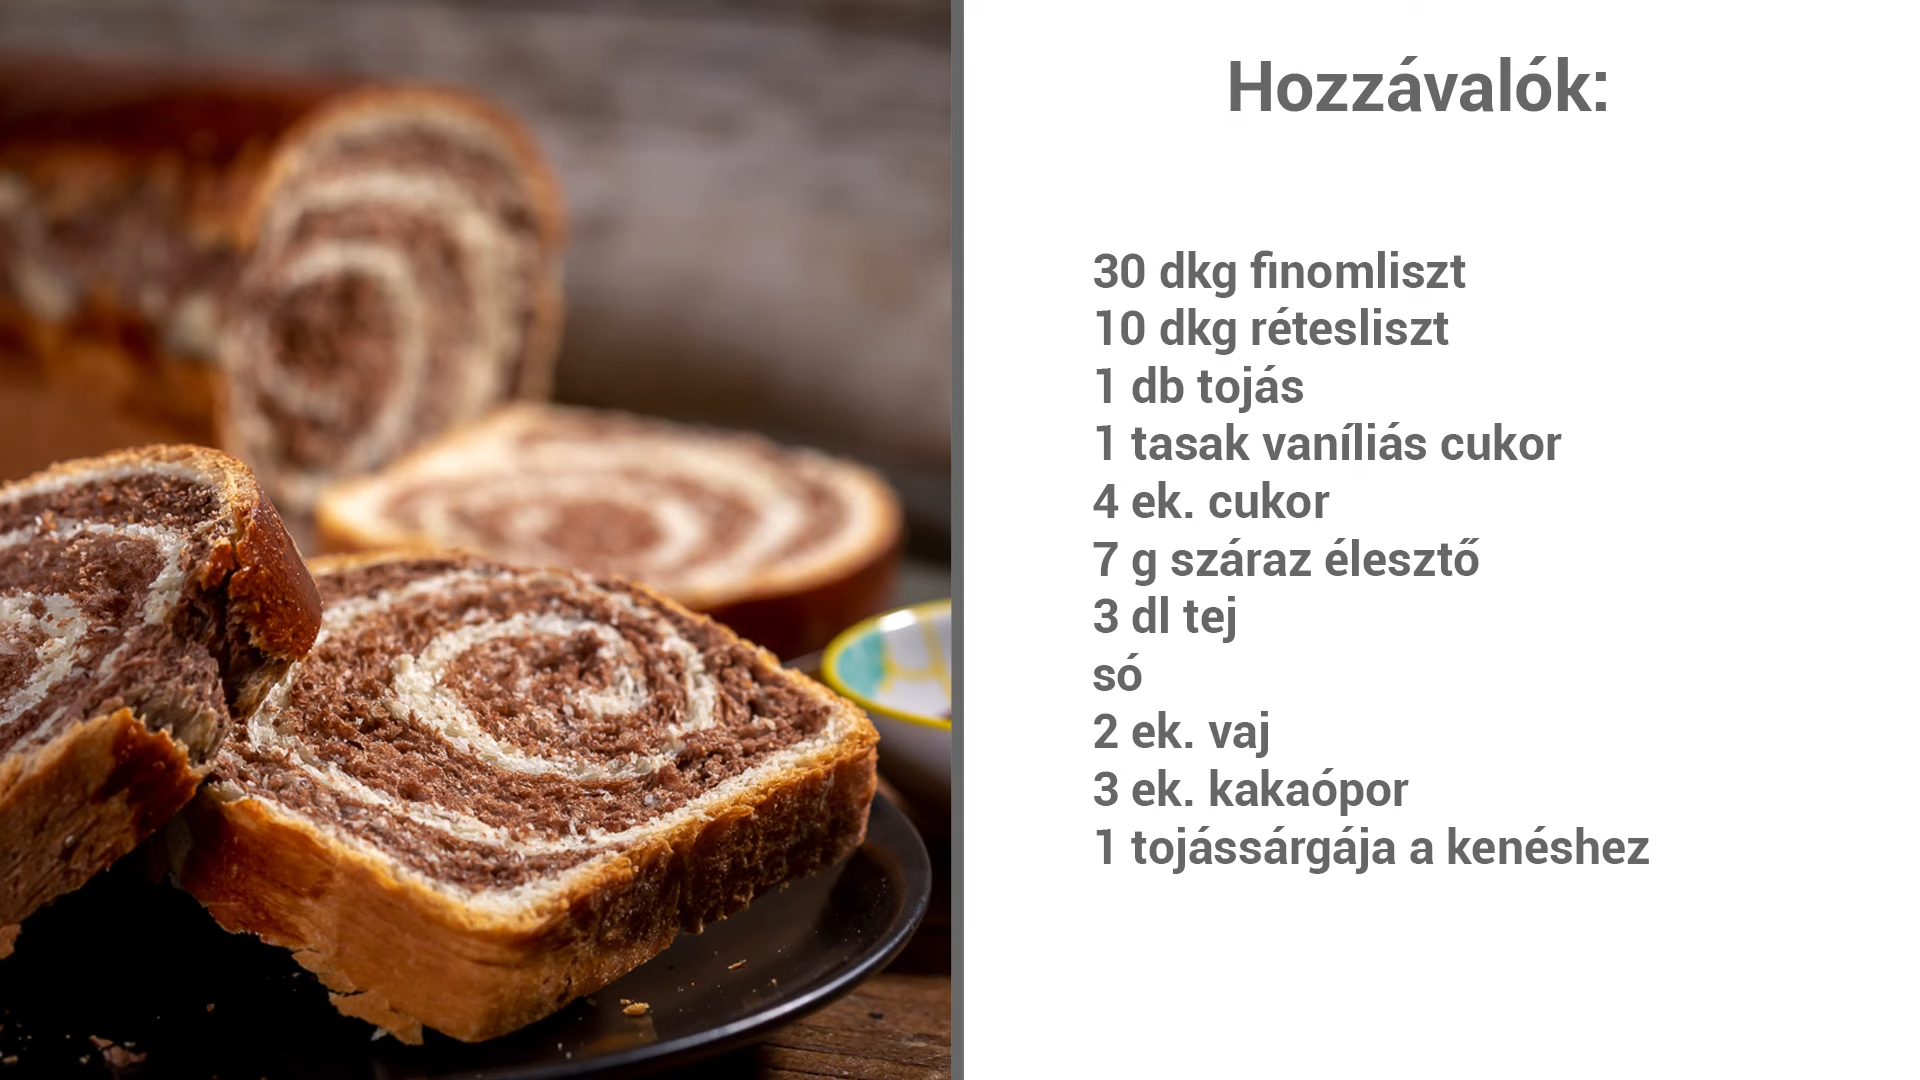 Hozzávalók:
30 dkg finomliszt
10 dkg rétesliszt
1 db tojás
1 tasak vaníliás cukor
4 ek. cukor
7 g száraz élesztő
3 dl tej
só
2 ek. vaj
3 ek. kakaópor
1 tojássárgája a kenéshez